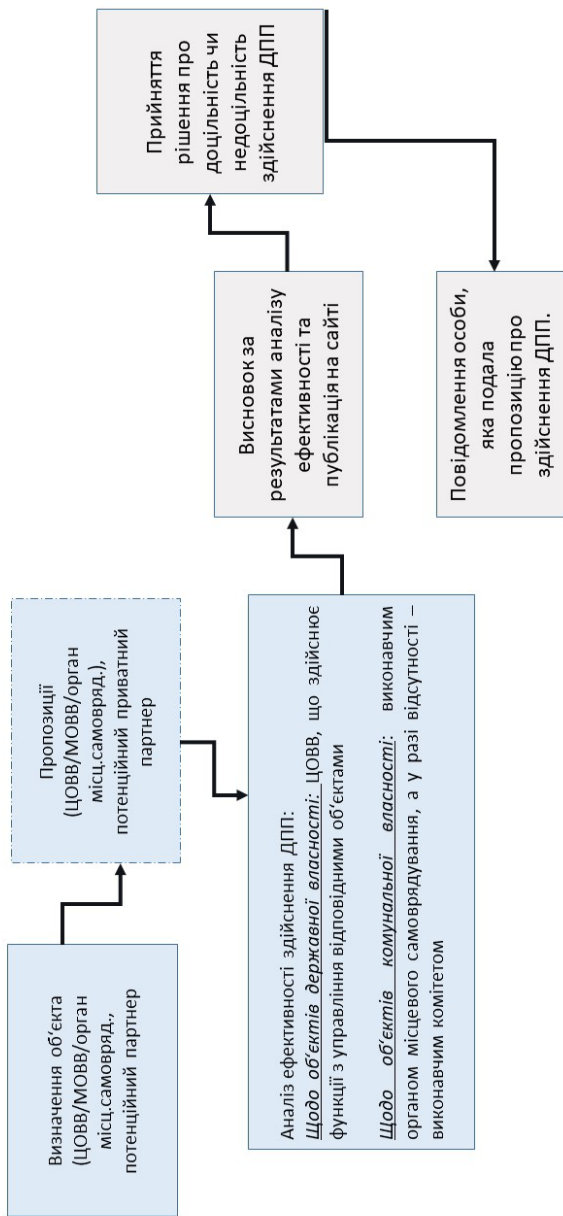 Визначення об‘єкта
(ЦОВВ/МОВВ/орган
місц.самовряд.,
потенційний партнер
Пропозиції
(ЦОВВ/МОВВ/орган
місц.самовряд.),
потенційний приватний
партнер
Аналіз ефективності здійснення ДПП:
Щодо об‘єктів державної власності: ЦОВВ, що здійснює
функції з управління відповідними об‘єктами
Щодо об‘єктів комунальної власності: виконавчим
органом місцевого самоврядування, а у разі відсутності –
виконавчим комітетом
Висновок за
результатами аналізу
ефективності та
публікація на сайті
Прийняття
рішення про
доцільність чи
недоцільність
здійснення ДПП
Повідомлення особи,
яка подала
пропозицію про
здійснення ДПП.